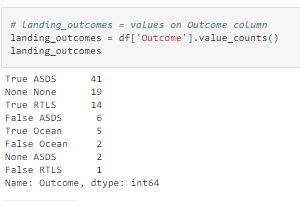 # landing_outcomes = values on Outcome column
landing_outcomes = df['Outcome'].value_counts()
landing_outcomes
True ASDS 41
None None 19
True RTLS 14
False ASDS 6
True Ocean 5
False Ocean 2
None ASDS 2
False RTLS 1
Name: Outcome, dtype: int64